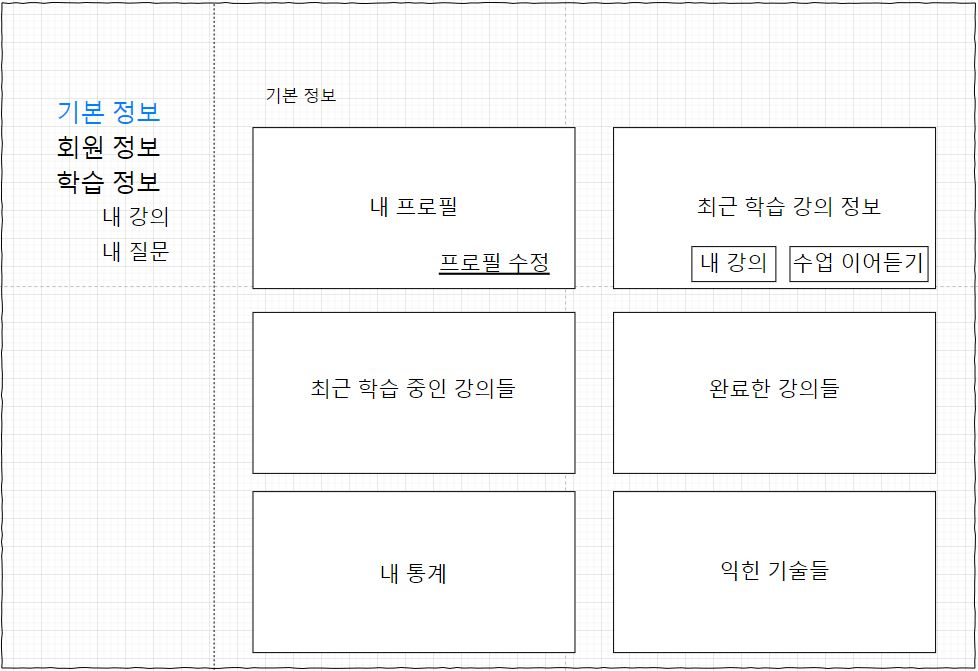 기본 정보
회원 정보
학습 정보
내 강의
내 질문
기본 정보
내 프로필
프로필 수정
최근 학습 강의 정보
내 강의
수업 이어듣기
최근 학습 중인 강의들
완료한 강의들
내 통계
익힌 기술들